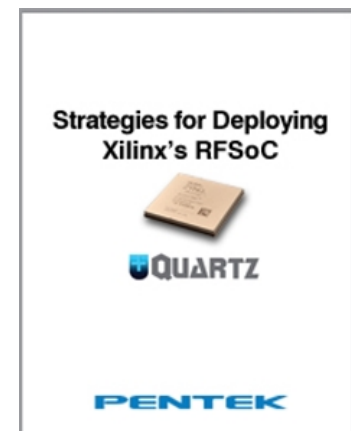 Strategies for Deploying
Xilinx's RFSoC
QUARTZ
PENTEK